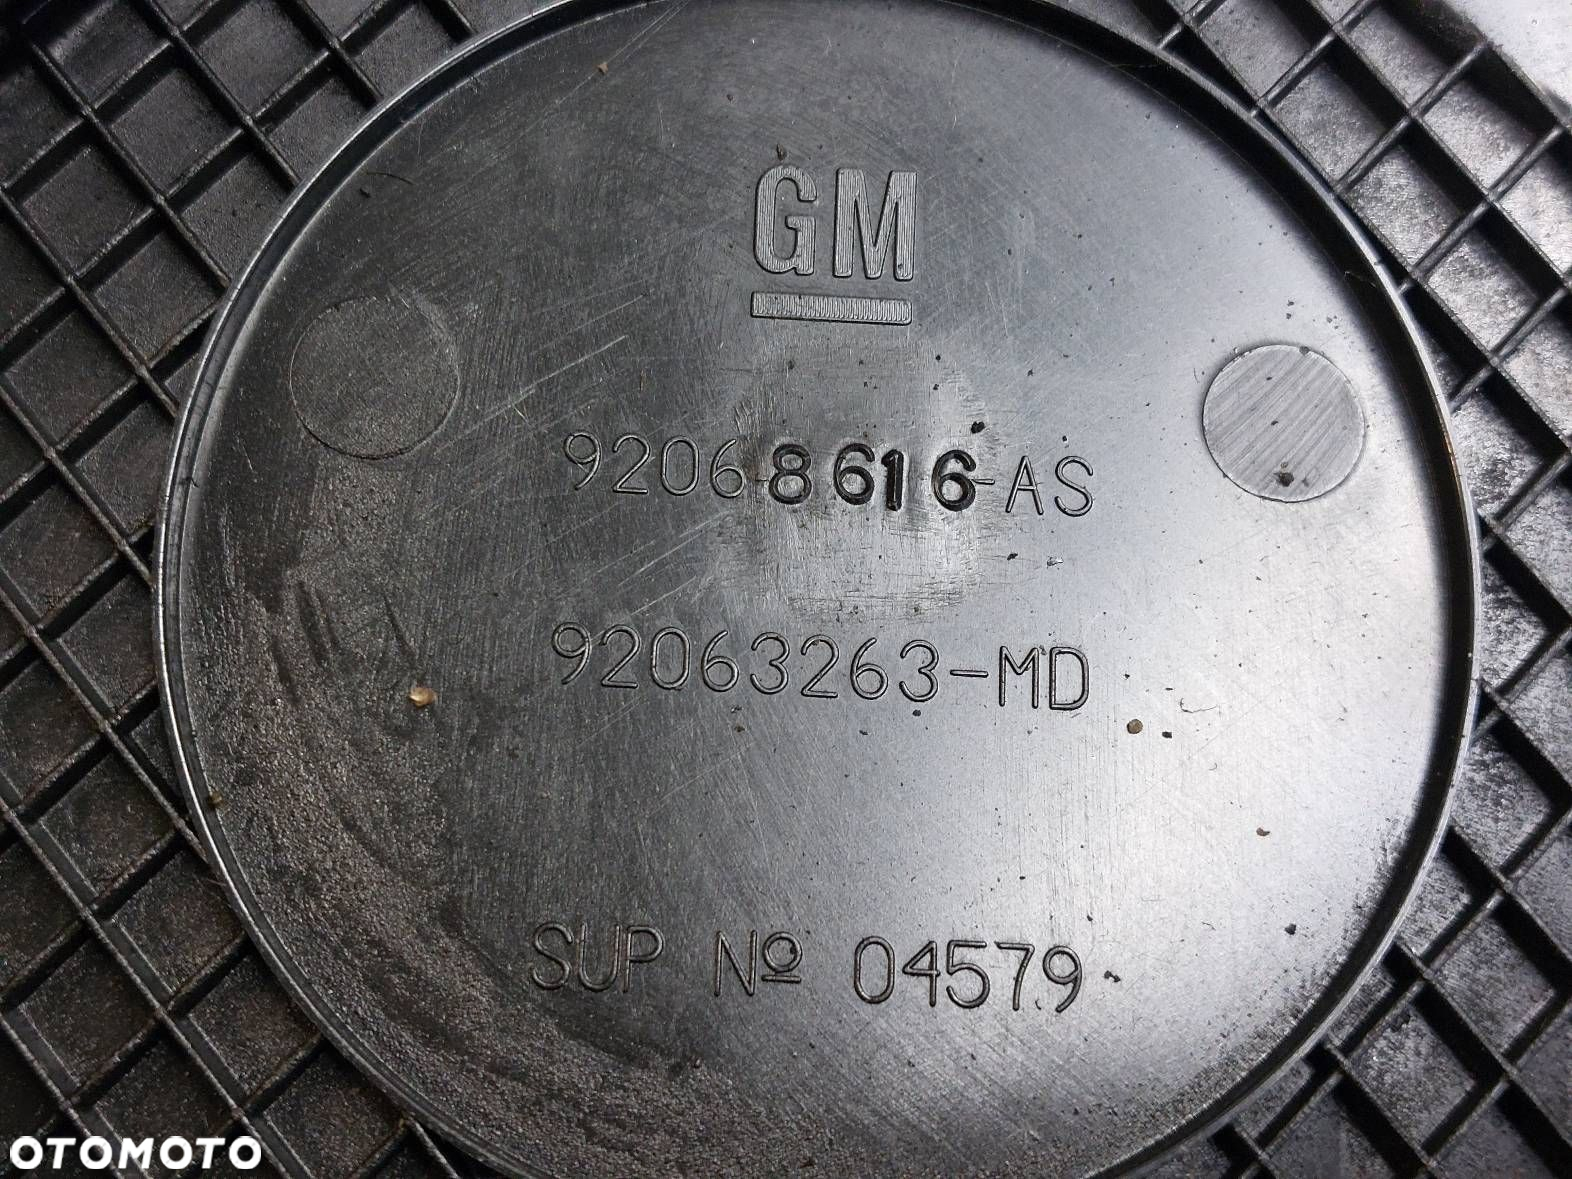 GM
92068616-AS
92063263-MD
SUP Nº 04579
OTOMOTO